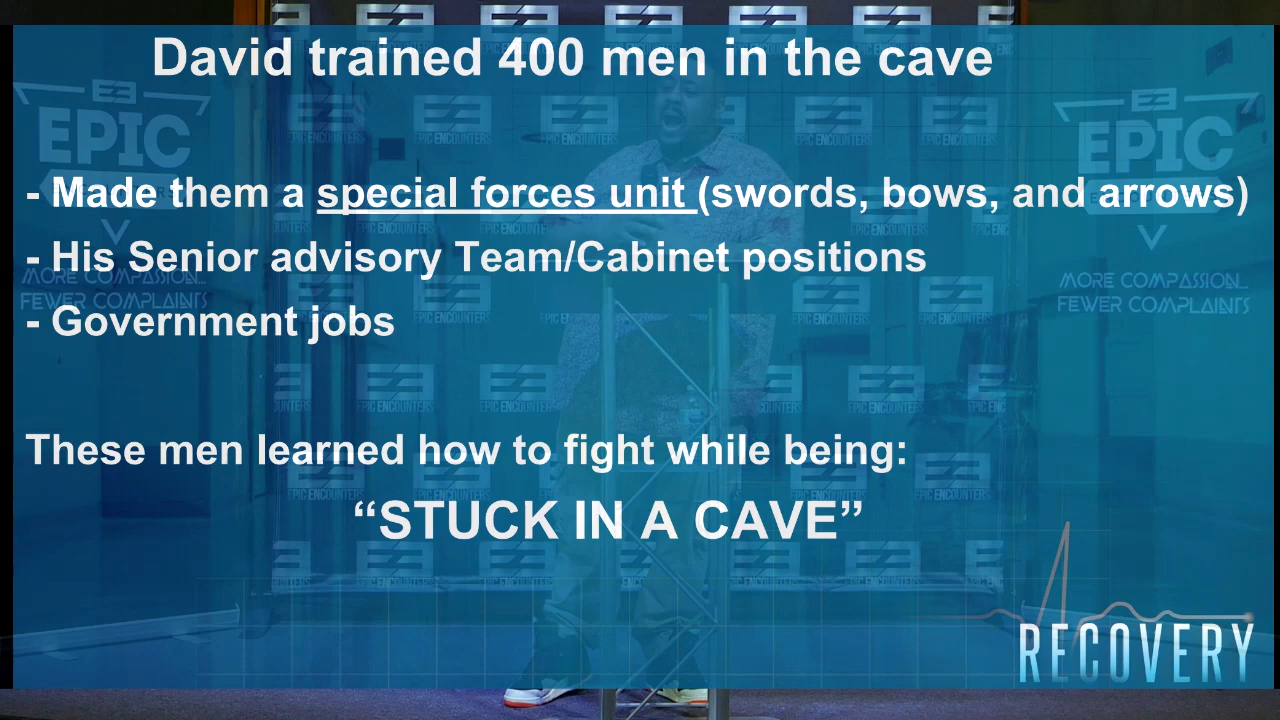 David trained 400 men in the cave
EPIC
EPIC
- Made them a special forces unit (swords, bows, and arrows)
- His Senior advisory Team/Cabinet positions
MORE COMPASSION...
FEWER COMPLAINTS
MORE COMPASSION...
FEWER COMPLAINTS
- Government jobs
These men learned how to fight while being:
“STUCK IN A CAVE”
EPIC ENCOUNTERS
RECOVERY